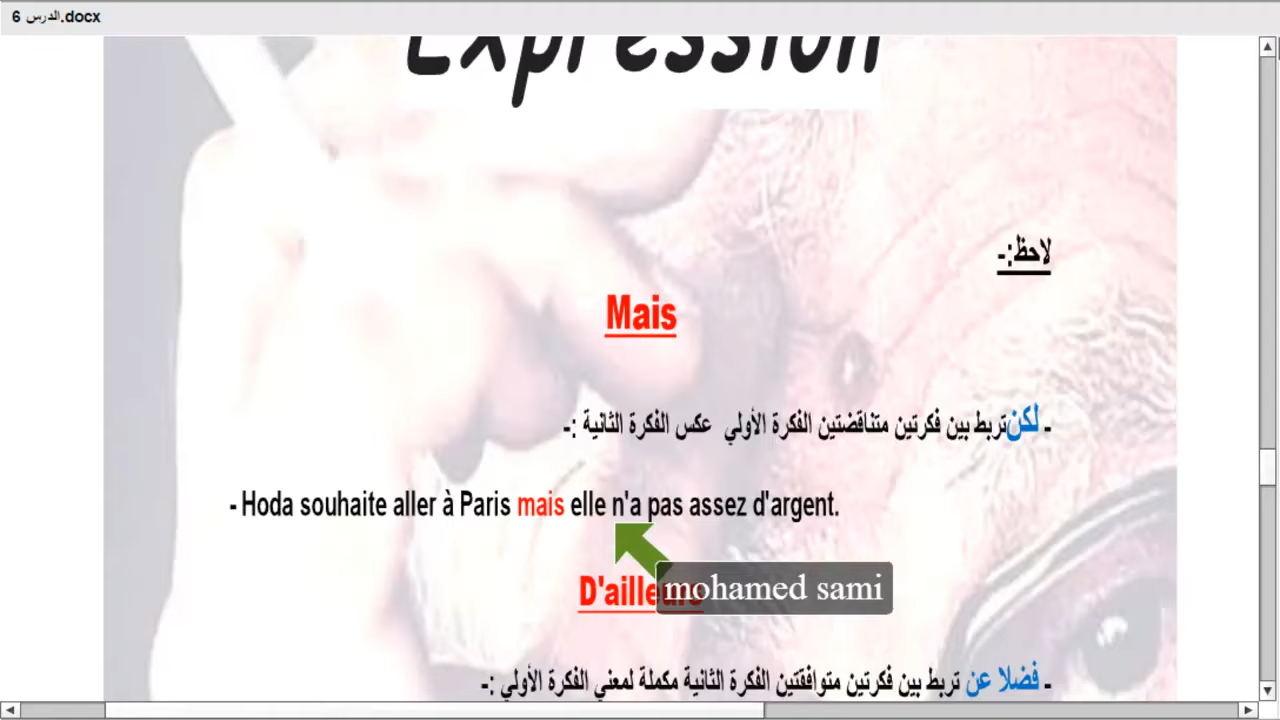 الدرس 6.docx
Expression
لاحظ:-
Mais
- لكن تربط بين فكرتين متناقضتين الفكرة الأولي عكس الفكرة الثانية :-
- Hoda souhaite aller à Paris mais elle n'a pas assez d'argent.
D'ailleurs
mohamed sami
- فضلا عن تربط بين فكرتين متوافقتين الفكرة الثانية مكملة لمعني الفكرة الأولي :-